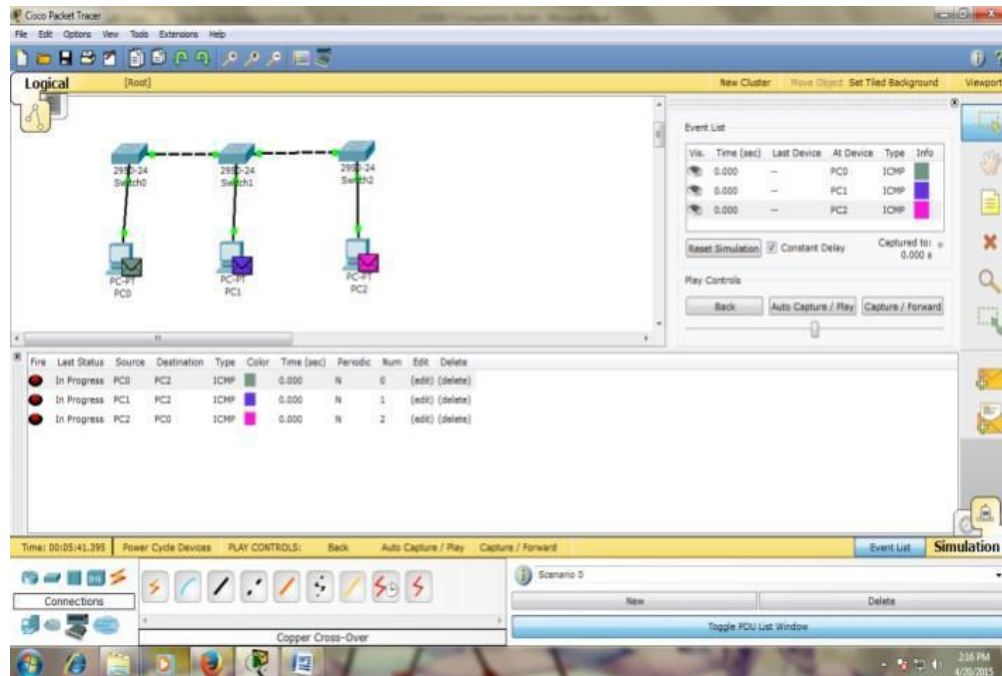 Cisco Packet Tracer
File Edit Options View Tools Extensions Help
Logical [Root] New Cluster Move Object Set Tiled Background Viewport
Event List
Vis. Time (sec) Last Device At Device Type Info
0.000 -- PC0 ICMP
0.000 -- PC1 ICMP
0.000 -- PC2 ICMP
Reset Simulation Constant Delay Captured to:
0.000 s
Play Controls
Back Auto Capture / Play Capture / Forward
2950-24
Switch0
2950-24
Switch1
2950-24
Switch2
PC-PT
PC0
PC-PT
PC1
PC-PT
PC2
Fire Last Status Source Destination Type Color Time (sec) Periodic Num Edit Delete
In Progress PC0 PC2 ICMP 0.000 N 0 (edit) (delete)
In Progress PC1 PC2 ICMP 0.000 N 1 (edit) (delete)
In Progress PC2 PC0 ICMP 0.000 N 2 (edit) (delete)
Time: 00:05:41.395 Power Cycle Devices PLAY CONTROLS: Back Auto Capture / Play Capture / Forward Event List Simulation
Connections
Copper Cross-Over
Scenario 0
New Delete
Toggle PDU List Window
2:16 PM
4/20/2015